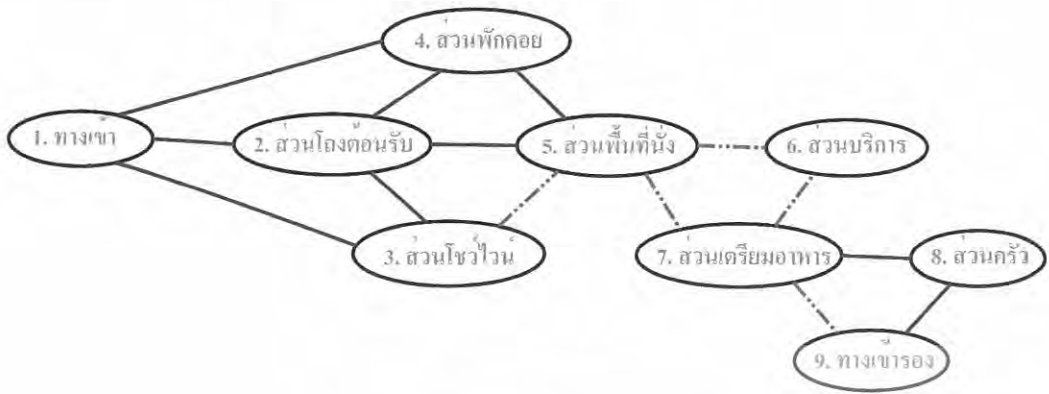 4. ส่วนพักคอย
1. ทางเข้า
2. ส่วนโถงต้อนรับ
5. ส่วนพื้นที่นั่ง
6. ส่วนบริการ
3. ส่วนโชว์ไวน์
7. ส่วนเตรียมอาหาร
8. ส่วนครัว
9. ทางเข้ารอง